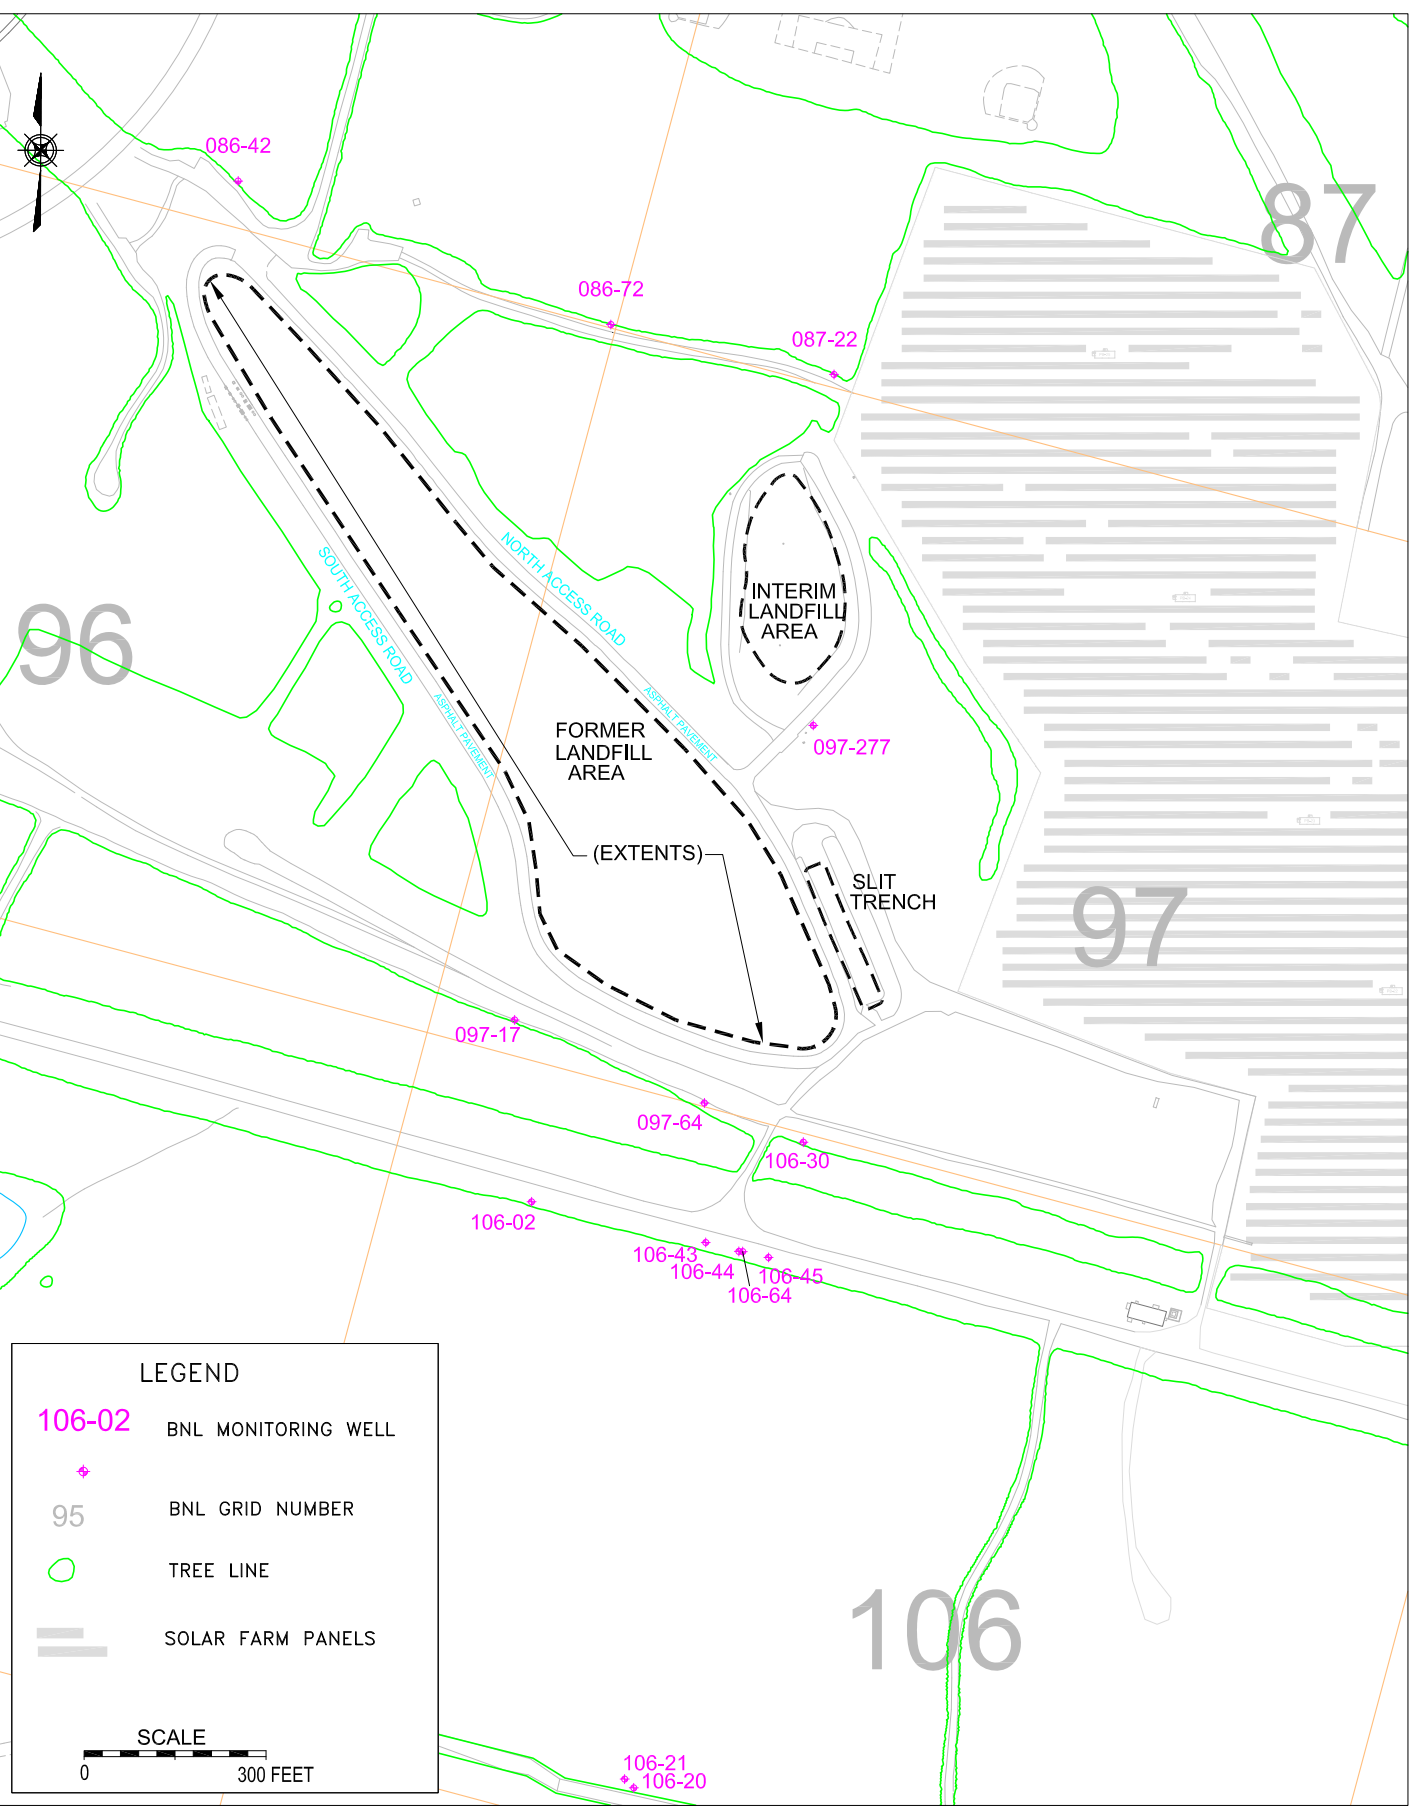 086-42
87
086-72
087-22
INTERIM
LANDFILL
AREA
NORTH ACCESS ROAD
SOUTH ACCESS ROAD
96
ASPHALT PAVEMENT
ASPHALT PAVEMENT
FORMER
LANDFILL
AREA
097-277
(EXTENTS)
SLIT
TRENCH
97
097-17
097-64
106-30
106-02
106-43
106-44
106-45
106-64
LEGEND
106-02 BNL MONITORING WELL
95 BNL GRID NUMBER
TREE LINE
SOLAR FARM PANELS
SCALE
0 300 FEET
106
106-21
106-20